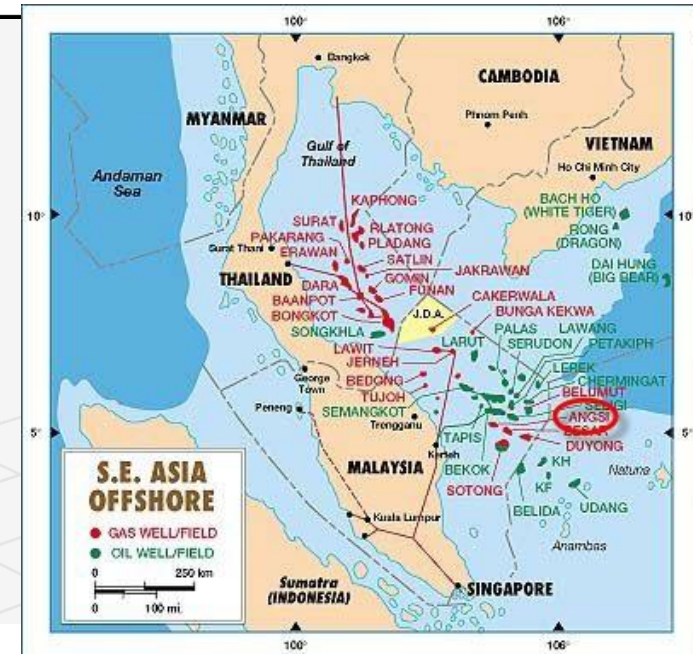 100°
106°
Bangkok
CAMBODIA
MYANMAR
Phnom Penh
VIETNAM
Gulf of
Thailand
Ho Chi Minh City
Andaman
Sea
KAPHONG
BACH HO
(WHITE TIGER)
10°
10°
SURAT
PLATONG
RONG
(DRAGON)
PAKARANG
PLADANG
Surat Thani
ERAWAN
SATLIN
DAI HUNG
(BIG BEAR)
THAILAND
GOMIN
JAKRAWAN
DARA
FUNAN
BAANPOT
CAKERWALA
BONGKOT
J.D.A.
BUNGA KEKWA
SONGKHLA
PALAS
LAWANG
LARUT
SERUDON
PETAKIPH
LAWIT
JERNEH
LEREK
George
Town
BEDONG
CHERMINGAT
TUJOH
BELUMUT
Peneng
SEMANGKOT
SELIGI
ANGSI
Trengganu
BESAR
5°
5°
TAPIS
DUYONG
Kerteh
MALAYSIA
BEKOK
KH
Natuna
SOTONG
KF
UDANG
BELIDA
Kuala Lumpur
Anambas
Sumatra
(INDONESIA)
SINGAPORE
S.E. ASIA
OFFSHORE
GAS WELL/FIELD
OIL WELL/FIELD
0 250 km
0 100 mi.
100°
106°